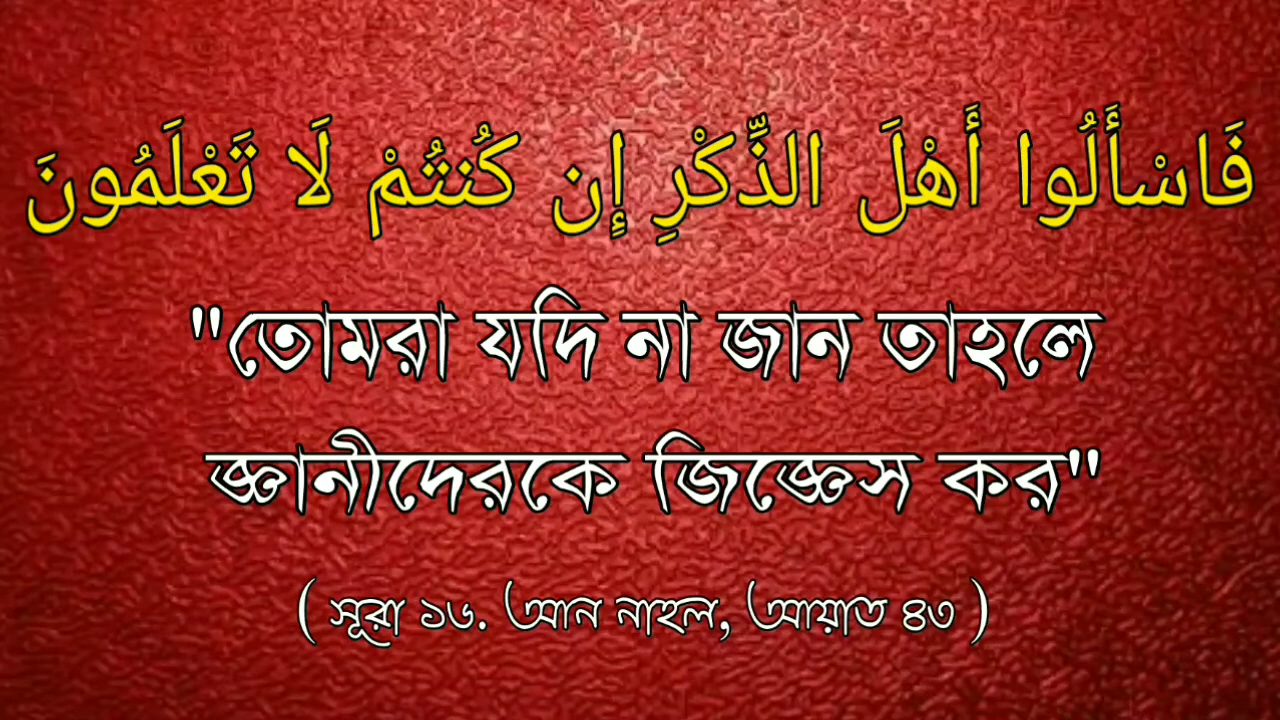 فَاسْأَلُوا أَهْلَ الذِّكْرِ إِن كُنتُمْ لَا تَعْلَمُونَ
"তোমরা যদি না জান তাহলে
জ্ঞানীদেরকে জিজ্ঞেস কর"
( সূরা ১৬. আন নাহল, আয়াত ৪৩ )